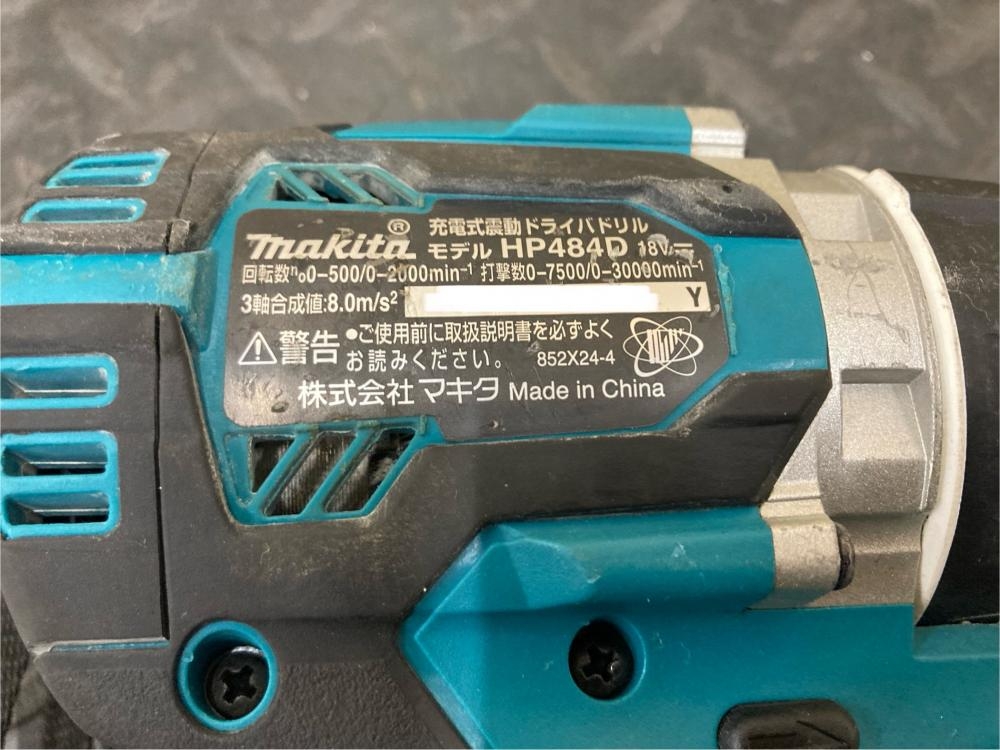 makita® 充電式震動ドライバドリル
モデル HP484D 18V⎓
回転数n₀0-500/0-2000min⁻¹ 打撃数0-7500/0-30000min⁻¹
3軸合成値:8.0m/s² Y
⚠警告 •ご使用前に取扱説明書を必ずよく
お読みください。 852X24-4
株式会社 マキタ Made in China